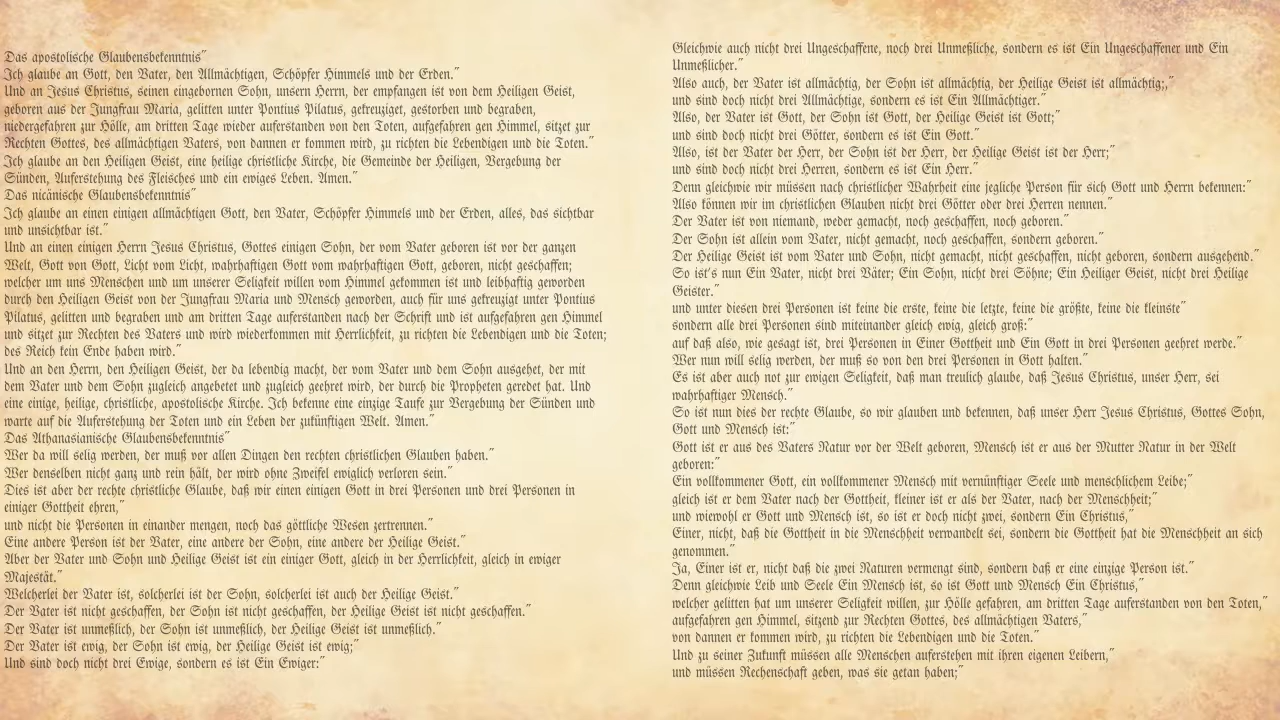 Das apostolische Glaubensbekenntnis"
Ich glaube an Gott, den Vater, den Allmächtigen, Schöpfer Himmels und der Erden."
Und an Jesus Christus, seinen eingebornen Sohn, unsern Herrn, der empfangen ist von dem Heiligen Geist,
geboren aus der Jungfrau Maria, gelitten unter Pontius Pilatus, gekreuziget, gestorben und begraben,
niedergefahren zur Hölle, am dritten Tage wieder auferstanden von den Toten, aufgefahren gen Himmel, sitzet zur
Rechten Gottes, des allmächtigen Vaters, von dannen er kommen wird, zu richten die Lebendigen und die Toten."
Ich glaube an den Heiligen Geist, eine heilige christliche Kirche, die Gemeinde der Heiligen, Vergebung der
Sünden, Auferstehung des Fleisches und ein ewiges Leben. Amen."
Das nicänische Glaubensbekenntnis"
Ich glaube an einen einigen allmächtigen Gott, den Vater, Schöpfer Himmels und der Erden, alles, das sichtbar
und unsichtbar ist."
Und an einen einigen Herrn Jesus Christus, Gottes einigen Sohn, der vom Vater geboren ist vor der ganzen
Welt, Gott von Gott, Licht vom Licht, wahrhaftigen Gott vom wahrhaftigen Gott, geboren, nicht geschaffen;
welcher um uns Menschen und um unserer Seligkeit willen vom Himmel gekommen ist und leibhaftig geworden
durch den Heiligen Geist von der Jungfrau Maria und Mensch geworden, auch für uns gekreuzigt unter Pontius
Pilatus, gelitten und begraben und am dritten Tage auferstanden nach der Schrift und ist aufgefahren gen Himmel
und sitzet zur Rechten des Vaters und wird wiederkommen mit Herrlichkeit, zu richten die Lebendigen und die Toten;
des Reich kein Ende haben wird."
Und an den Herrn, den Heiligen Geist, der da lebendig macht, der vom Vater und dem Sohn ausgehet, der mit
dem Vater und dem Sohn zugleich angebetet und zugleich geehret wird, der durch die Propheten geredet hat. Und
eine einige, heilige, christliche, apostolische Kirche. Ich bekenne eine einzige Taufe zur Vergebung der Sünden und
warte auf die Auferstehung der Toten und ein Leben der zukünftigen Welt. Amen."
Das Athanasianische Glaubensbekenntnis"
Wer da will selig werden, der muß vor allen Dingen den rechten christlichen Glauben haben."
Wer denselben nicht ganz und rein hält, der wird ohne Zweifel ewiglich verloren sein."
Dies ist aber der rechte christliche Glaube, daß wir einen einigen Gott in drei Personen und drei Personen in
einiger Gottheit ehren,"
und nicht die Personen in einander mengen, noch das göttliche Wesen zertrennen."
Eine andere Person ist der Vater, eine andere der Sohn, eine andere der Heilige Geist."
Aber der Vater und Sohn und Heilige Geist ist ein einiger Gott, gleich in der Herrlichkeit, gleich in ewiger
Majestät."
Welcherlei der Vater ist, solcherlei ist der Sohn, solcherlei ist auch der Heilige Geist."
Der Vater ist nicht geschaffen, der Sohn ist nicht geschaffen, der Heilige Geist ist nicht geschaffen."
Der Vater ist unmeßlich, der Sohn ist unmeßlich, der Heilige Geist ist unmeßlich."
Der Vater ist ewig, der Sohn ist ewig, der Heilige Geist ist ewig;"
Und sind doch nicht drei Ewige, sondern es ist Ein Ewiger:"
Gleichwie auch nicht drei Ungeschaffene, noch drei Unmeßliche, sondern es ist Ein Ungeschaffener und Ein
Unmeßlicher."
Also auch, der Vater ist allmächtig, der Sohn ist allmächtig, der Heilige Geist ist allmächtig;,"
und sind doch nicht drei Allmächtige, sondern es ist Ein Allmächtiger."
Also, der Vater ist Gott, der Sohn ist Gott, der Heilige Geist ist Gott;"
und sind doch nicht drei Götter, sondern es ist Ein Gott."
Also, ist der Vater der Herr, der Sohn ist der Herr, der Heilige Geist ist der Herr;"
und sind doch nicht drei Herren, sondern es ist Ein Herr."
Denn gleichwie wir müssen nach christlicher Wahrheit eine jegliche Person für sich Gott und Herrn bekennen:"
Also können wir im christlichen Glauben nicht drei Götter oder drei Herren nennen."
Der Vater ist von niemand, weder gemacht, noch geschaffen, noch geboren."
Der Sohn ist allein vom Vater, nicht gemacht, noch geschaffen, sondern geboren."
Der Heilige Geist ist vom Vater und Sohn, nicht gemacht, nicht geschaffen, nicht geboren, sondern ausgehend."
So ist's nun Ein Vater, nicht drei Väter; Ein Sohn, nicht drei Söhne; Ein Heiliger Geist, nicht drei Heilige
Geister."
und unter diesen drei Personen ist keine die erste, keine die letzte, keine die größte, keine die kleinste"
sondern alle drei Personen sind miteinander gleich ewig, gleich groß:"
auf daß also, wie gesagt ist, drei Personen in Einer Gottheit und Ein Gott in drei Personen geehret werde."
Wer nun will selig werden, der muß so von den drei Personen in Gott halten."
Es ist aber auch not zur ewigen Seligkeit, daß man treulich glaube, daß Jesus Christus, unser Herr, sei
wahrhaftiger Mensch."
So ist nun dies der rechte Glaube, so wir glauben und bekennen, daß unser Herr Jesus Christus, Gottes Sohn,
Gott und Mensch ist:"
Gott ist er aus des Vaters Natur vor der Welt geboren, Mensch ist er aus der Mutter Natur in der Welt
geboren:"
Ein vollkommener Gott, ein vollkommener Mensch mit vernünftiger Seele und menschlichem Leibe;"
gleich ist er dem Vater nach der Gottheit, kleiner ist er als der Vater, nach der Menschheit;"
und wiewohl er Gott und Mensch ist, so ist er doch nicht zwei, sondern Ein Christus,"
Einer, nicht, daß die Gottheit in die Menschheit verwandelt sei, sondern die Gottheit hat die Menschheit an sich
genommen."
Ja, Einer ist er, nicht daß die zwei Naturen vermengt sind, sondern daß er eine einzige Person ist."
Denn gleichwie Leib und Seele Ein Mensch ist, so ist Gott und Mensch Ein Christus,"
welcher gelitten hat um unserer Seligkeit willen, zur Hölle gefahren, am dritten Tage auferstanden von den Toten,"
aufgefahren gen Himmel, sitzend zur Rechten Gottes, des allmächtigen Vaters,"
von dannen er kommen wird, zu richten die Lebendigen und die Toten."
Und zu seiner Zukunft müssen alle Menschen auferstehen mit ihren eigenen Leibern,"
und müssen Rechenschaft geben, was sie getan haben;"